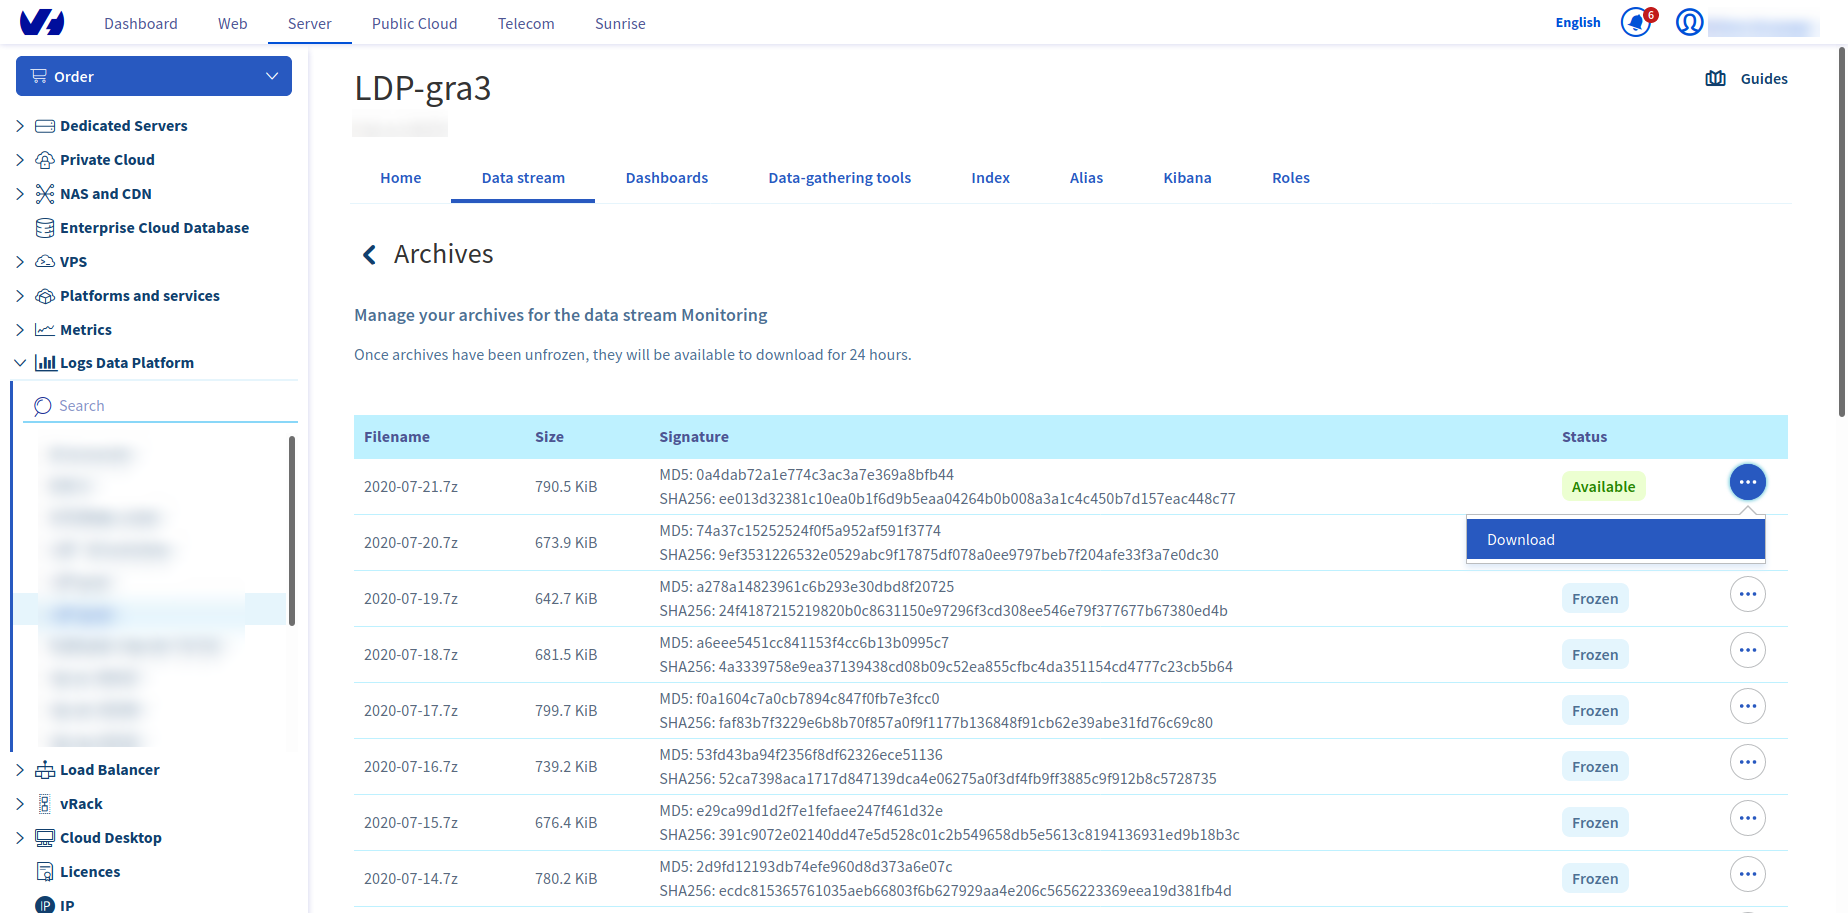 Dashboard Web Server Public Cloud Telecom Sunrise English 6
Order
Dedicated Servers
Private Cloud
NAS and CDN
Enterprise Cloud Database
VPS
Platforms and services
Metrics
Logs Data Platform
Search
Load Balancer
vRack
Cloud Desktop
Licences
IP IP
LDP-gra3
Guides
Home Data stream Dashboards Data-gathering tools Index Alias Kibana Roles
Archives
Manage your archives for the data stream Monitoring
Once archives have been unfrozen, they will be available to download for 24 hours.
Filename Size Signature Status
2020-07-21.7z 790.5 KiB MD5: 0a4dab72a1e774c3ac3a7e369a8bfb44
SHA256: ee013d32381c10ea0b1f6d9b5eaa04264b0b008a3a1c4c450b7d157eac448c77 Available
Download
2020-07-20.7z 673.9 KiB MD5: 74a37c15252524f0f5a952af591f3774
SHA256: 9ef3531226532e0529abc9f17875df078a0ee9797beb7f204afe33f3a7e0dc30
2020-07-19.7z 642.7 KiB MD5: a278a14823961c6b293e30dbd8f20725
SHA256: 24f4187215219820b0c8631150e97296f3cd308ee546e79f377677b67380ed4b Frozen
2020-07-18.7z 681.5 KiB MD5: a6eee5451cc841153f4cc6b13b0995c7
SHA256: 4a3339758e9ea37139438cd08b09c52ea855cfbc4da351154cd4777c23cb5b64 Frozen
2020-07-17.7z 799.7 KiB MD5: f0a1604c7a0cb7894c847f0fb7e3fcc0
SHA256: faf83b7f3229e6b8b70f857a0f9f1177b136848f91cb62e39abe31fd76c69c80 Frozen
2020-07-16.7z 739.2 KiB MD5: 53fd43ba94f2356f8df62326ece51136
SHA256: 52ca7398aca1717d847139dca4e06275a0f3df4fb9ff3885c9f912b8c5728735 Frozen
2020-07-15.7z 676.4 KiB MD5: e29ca99d1d2f7e1fefaee247f461d32e
SHA256: 391c9072e02140dd47e5d528c01c2b549658db5e5613c8194136931ed9b18b3c Frozen
2020-07-14.7z 780.2 KiB MD5: 2d9fd12193db74efe960d8d373a6e07c
SHA256: ecdc815365761035aeb66803f6b627929aa4e206c5656223369eea19d381fb4d Frozen